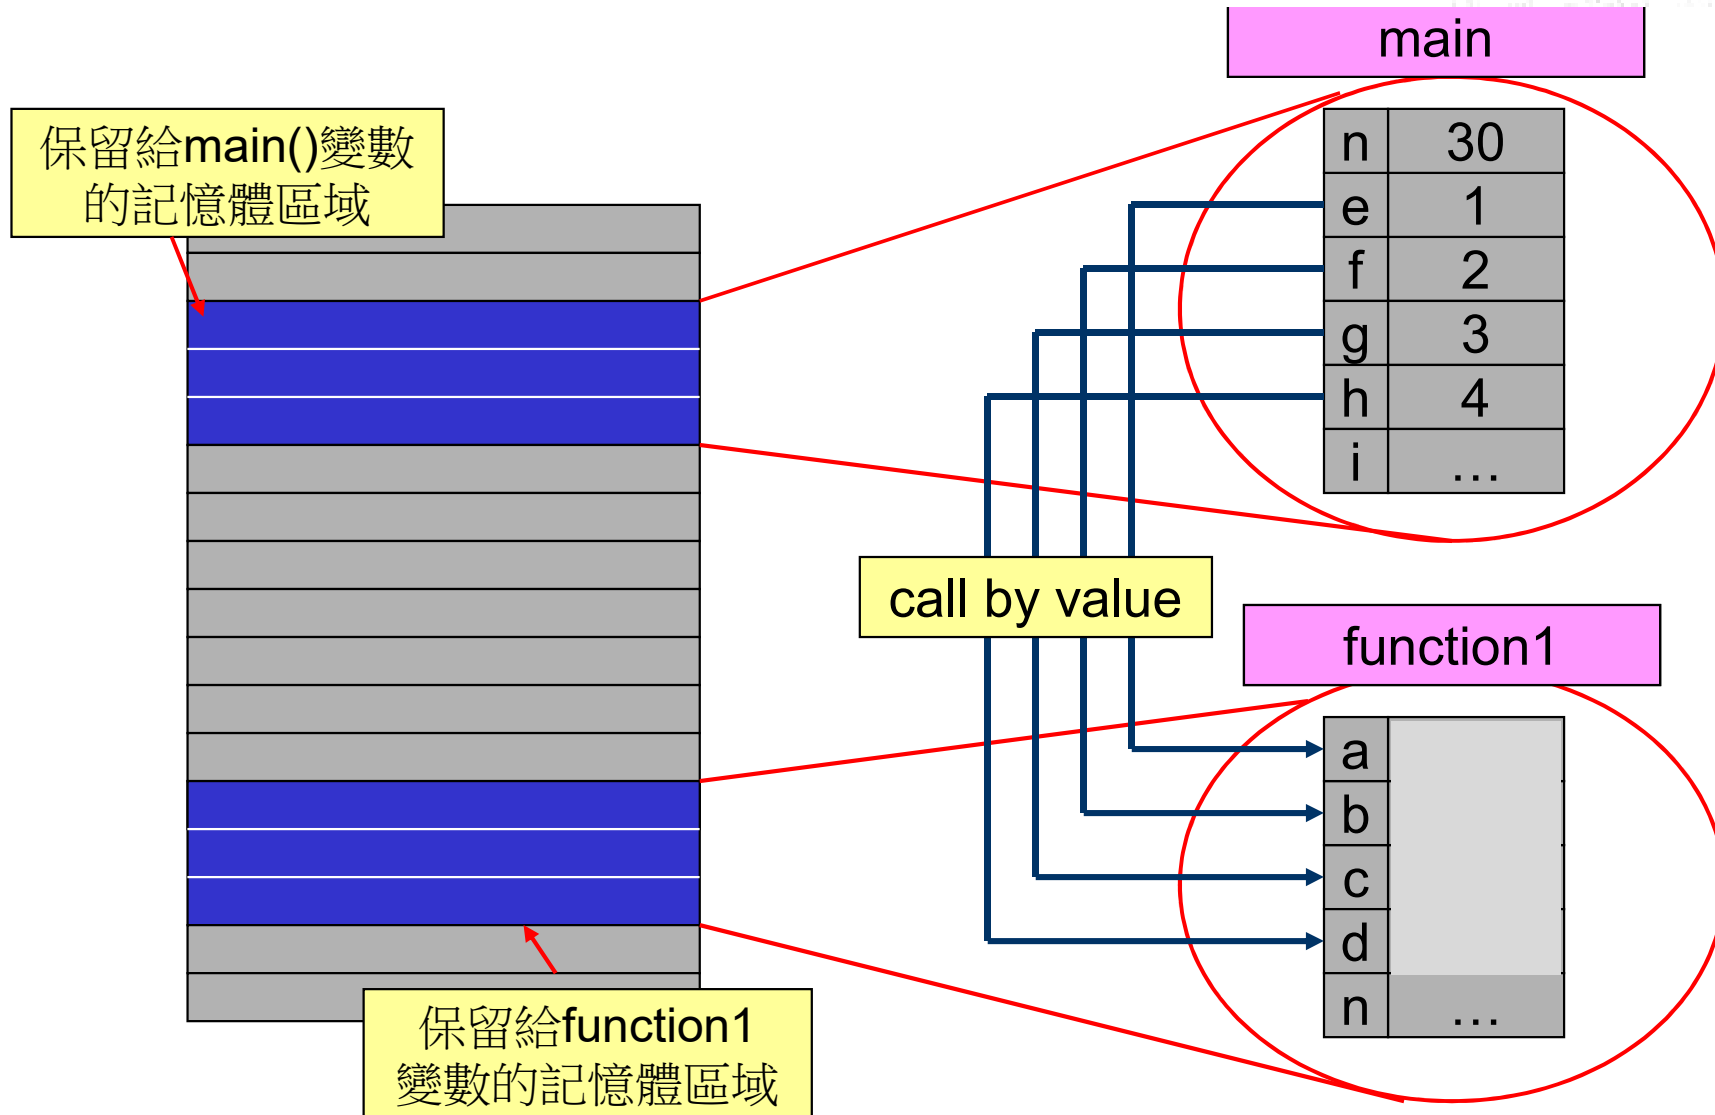 main
保留給main()變數
的記憶體區域
n 30
e 1
f 2
g 3
h 4
i …
call by value
function1
a
b
c
d
n …
保留給function1
變數的記憶體區域